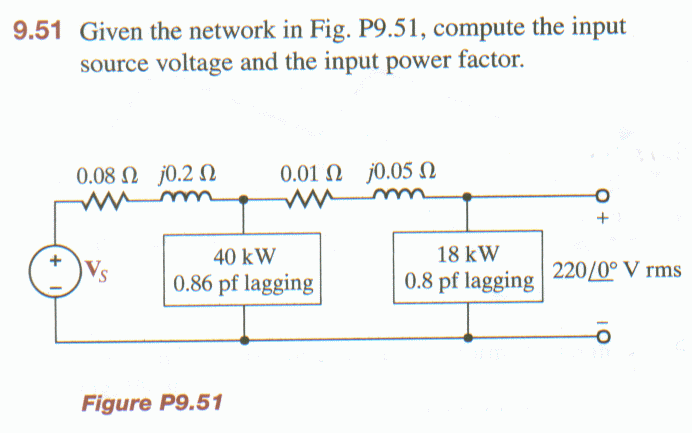 9.51 Given the network in Fig. P9.51, compute the input
source voltage and the input power factor.
0.08 Ω j0.2 Ω 0.01 Ω j0.05 Ω
+
40 kW
0.86 pf lagging
18 kW
0.8 pf lagging
+
V_S
−
220/0° V rms
−
Figure P9.51